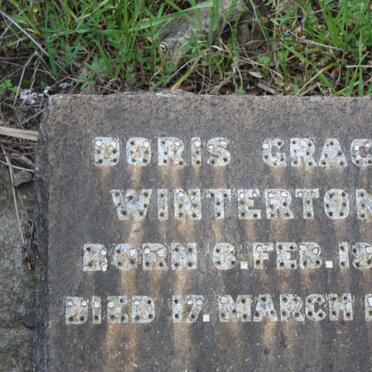 DORIS GRAC
WINTERTON
BORN 6. FEB. 18
DIED 17. MARCH